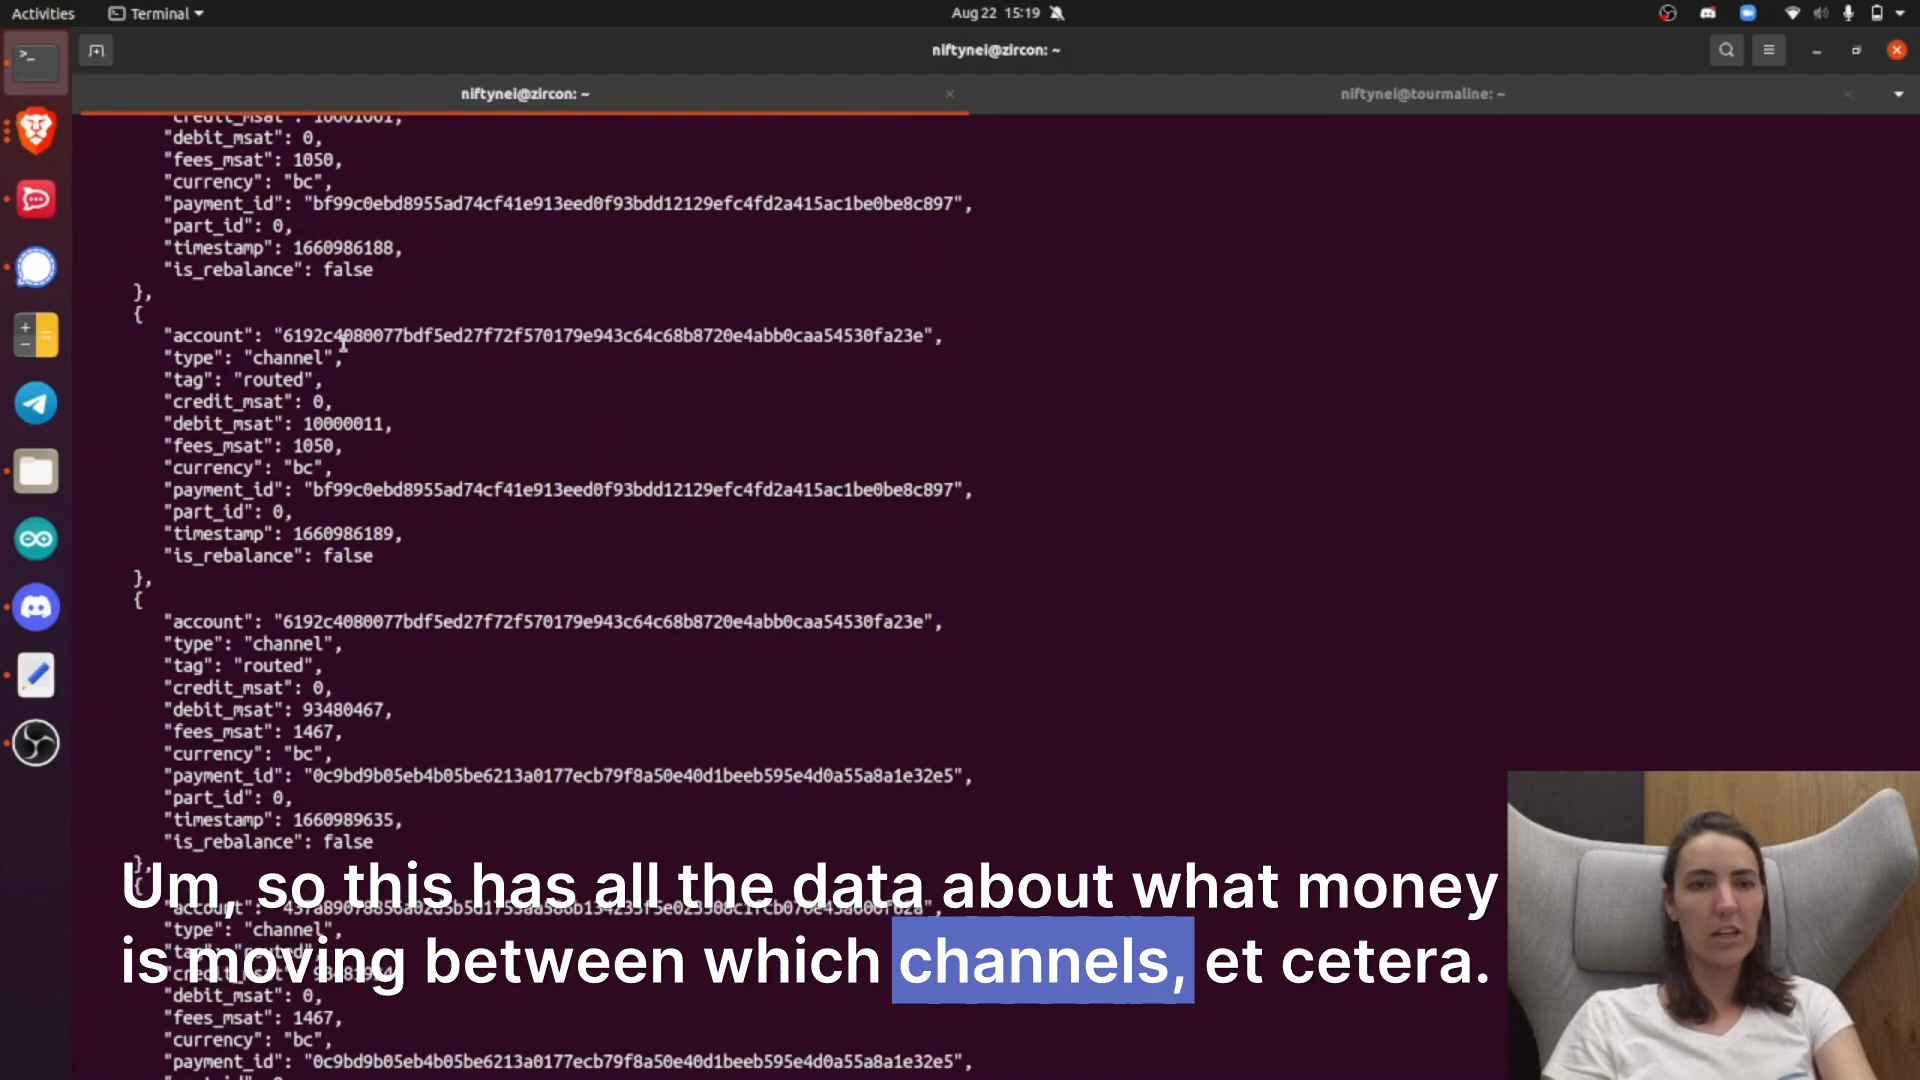 Activities
Terminal
Aug 22 15:19
niftynei@zircon: ~
niftynei@zircon: ~
niftynei@tourmaline: ~
"credit_msat": 10001061,
"debit_msat": 0,
"fees_msat": 1050,
"currency": "bc",
"payment_id": "bf99c0ebd8955ad74cf41e913eed0f93bdd12129efc4fd2a415ac1be0be8c897",
"part_id": 0,
"timestamp": 1660986188,
"is_rebalance": false
},
{
"account": "6192c4080077bdf5ed27f72f570179e943c64c68b8720e4abb0caa54530fa23e",
"type": "channel",
"tag": "routed",
"credit_msat": 0,
"debit_msat": 10000011,
"fees_msat": 1050,
"currency": "bc",
"payment_id": "bf99c0ebd8955ad74cf41e913eed0f93bdd12129efc4fd2a415ac1be0be8c897",
"part_id": 0,
"timestamp": 1660986189,
"is_rebalance": false
},
{
"account": "6192c4080077bdf5ed27f72f570179e943c64c68b8720e4abb0caa54530fa23e",
"type": "channel",
"tag": "routed",
"credit_msat": 0,
"debit_msat": 93480467,
"fees_msat": 1467,
"currency": "bc",
"payment_id": "0c9bd9b05eb4b05be6213a0177ecb79f8a50e40d1beeb595e4d0a55a8a1e32e5",
"part_id": 0,
"timestamp": 1660989635,
"is_rebalance": false
},
{
Um, so this has all the data about what money
"account":
"type": "channel",
"tag": "routed",
is moving between which channels, et cetera.
"debit_msat": 0,
"fees_msat": 1467,
"currency": "bc",
"payment_id": "0c9bd9b05eb4b05be6213a0177ecb79f8a50e40d1beeb595e4d0a55a8a1e32e5",